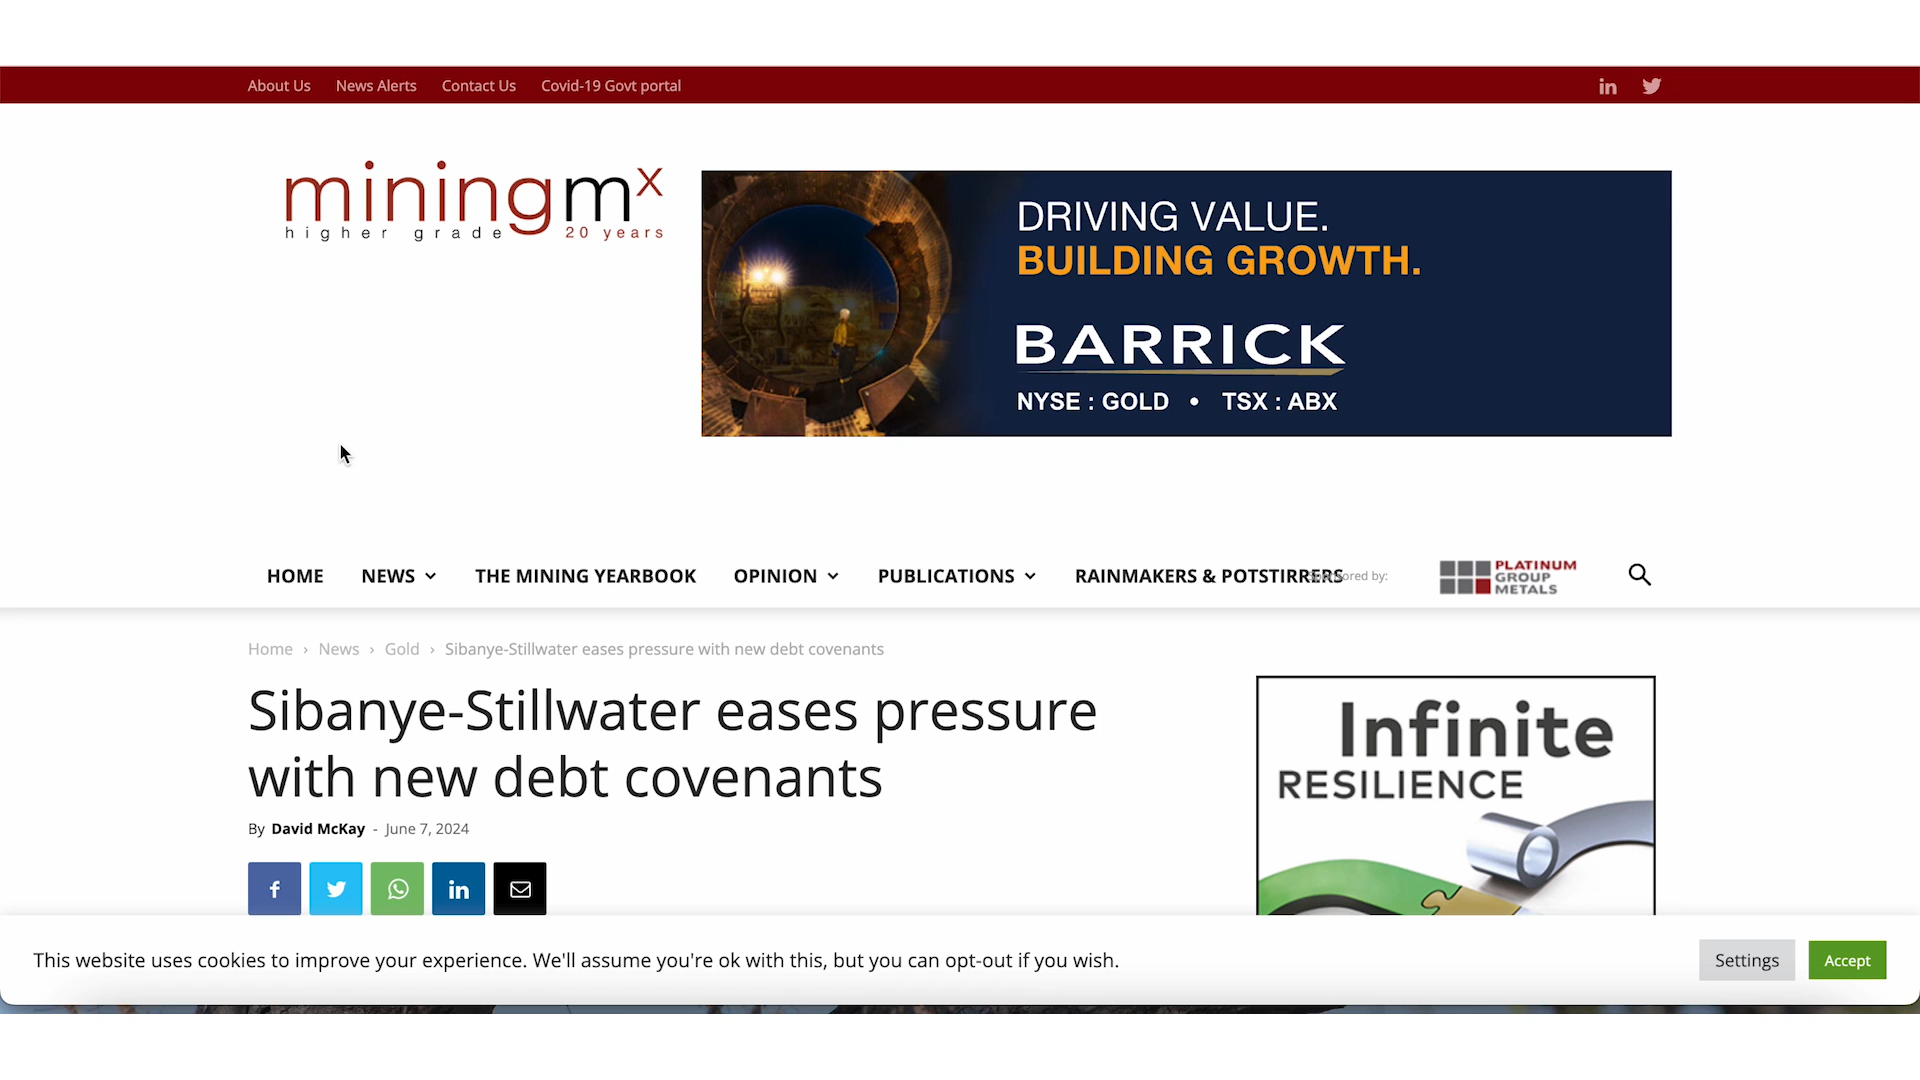 About Us News Alerts Contact Us Covid-19 Govt portal
miningmx
higher grade 20 years
DRIVING VALUE.
BUILDING GROWTH.
BARRICK
NYSE : GOLD • TSX : ABX
HOME NEWS THE MINING YEARBOOK OPINION PUBLICATIONS RAINMAKERS & POTSTIRRERS by:
PLATINUM
GROUP
METALS
Home › News › Gold › Sibanye-Stillwater eases pressure with new debt covenants
Sibanye-Stillwater eases pressure
with new debt covenants
By David McKay - June 7, 2024
Infinite
RESILIENCE
This website uses cookies to improve your experience. We'll assume you're ok with this, but you can opt-out if you wish.
Settings Accept